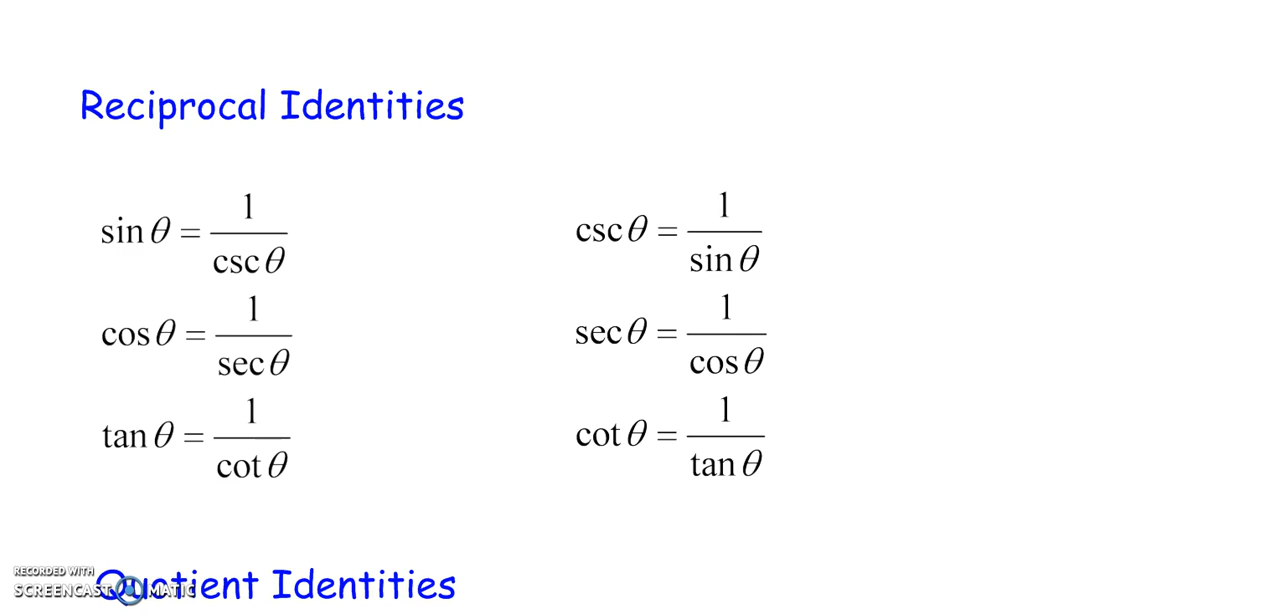 Reciprocal Identities
sin θ = 1/csc θ
csc θ = 1/sin θ
cos θ = 1/sec θ
sec θ = 1/cos θ
tan θ = 1/cot θ
cot θ = 1/tan θ
RECORDED WITH
SCREENCAST MATIC
Quotient Identities